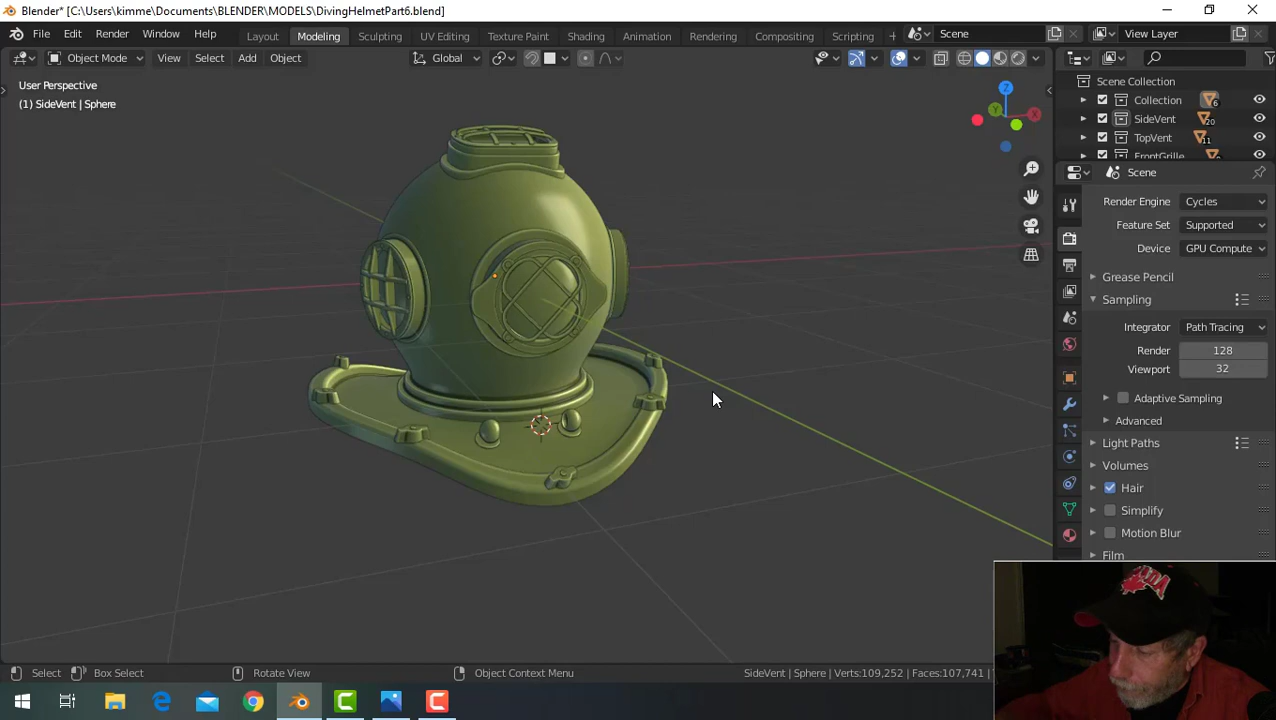 Blender* [C:\Users\kimme\Documents\BLENDER\MODELS\DivingHelmetPart6.blend]
File Edit Render Window Help Layout Modeling Sculpting UV Editing Texture Paint Shading Animation Rendering Compositing Scripting + Scene View Layer
Object Mode View Select Add Object Global
User Perspective
(1) SideVent | Sphere
Z
Y
X
Scene Collection
Collection 6
SideVent 20
TopVent 11
FrontGrille
Scene
Render Engine Cycles
Feature Set Supported
Device GPU Compute
Grease Pencil
Sampling
Integrator Path Tracing
Render 128
Viewport 32
Adaptive Sampling
Advanced
Light Paths
Volumes
Hair
Simplify
Motion Blur
Film
Select Box Select Rotate View Object Context Menu SideVent | Sphere | Verts:109,252 | Faces:107,741 |